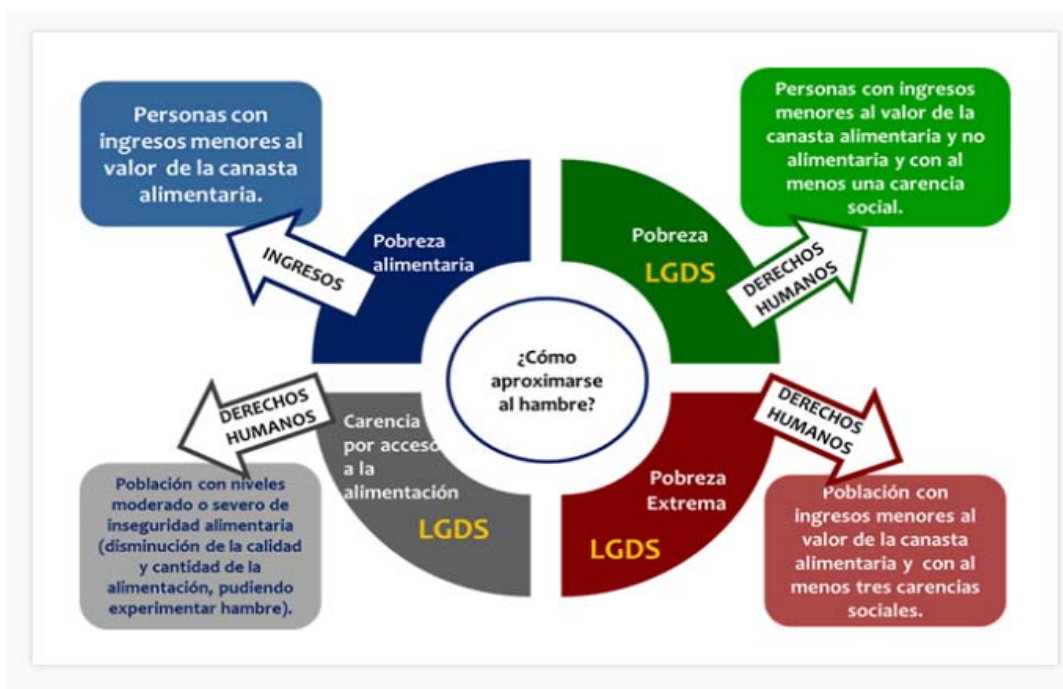 Personas con
ingresos menores al
valor de la canasta
alimentaria.
Personas con ingresos
menores al valor de la
canasta alimentaria y no
alimentaria y con al
menos una carencia
social.
INGRESOS
Pobreza
alimentaria
Pobreza
LGDS
DERECHOS
HUMANOS
¿Cómo
aproximarse
al hambre?
DERECHOS
HUMANOS
Carencia
por acceso
a la
alimentación
LGDS
Pobreza
Extrema
LGDS
DERECHOS
HUMANOS
Población con niveles
moderado o severo de
inseguridad alimentaria
(disminución de la calidad
y cantidad de la
alimentación, pudiendo
experimentar hambre).
Población con
ingresos menores al
valor de la canasta
alimentaria y con al
menos tres carencias
sociales.